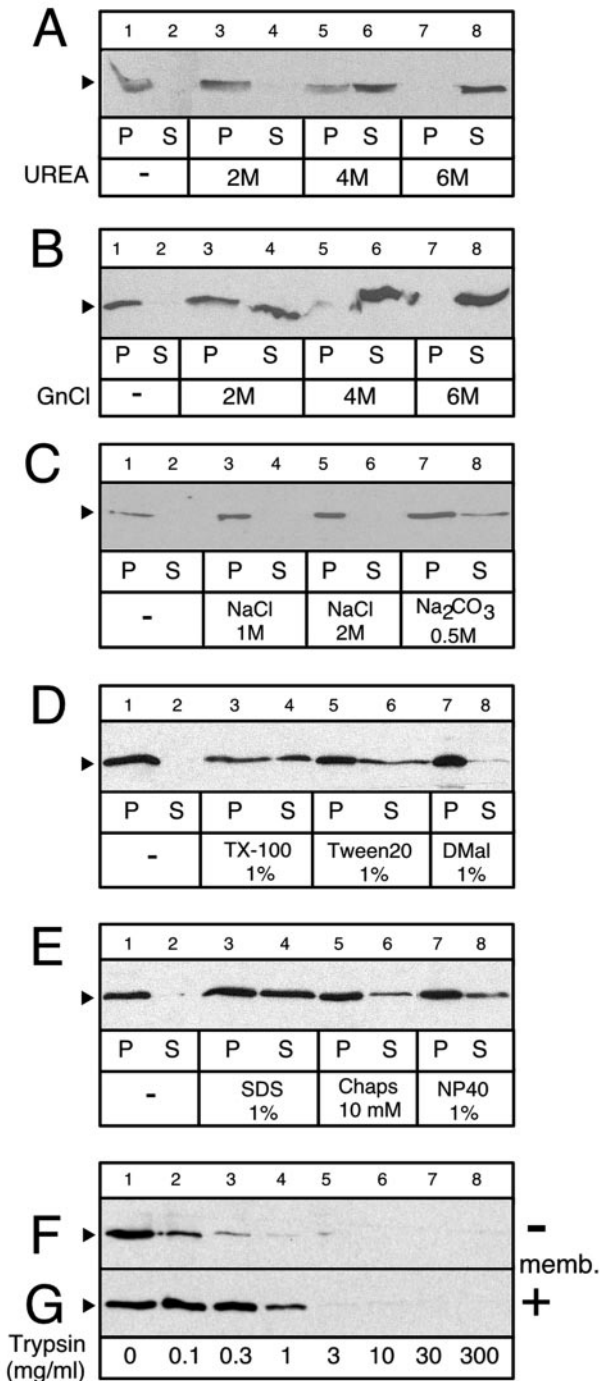 A
1 2 3 4 5 6 7 8
P S P S P S P S
UREA - 2M 4M 6M
B
1 2 3 4 5 6 7 8
P S P S P S P S
GnCl - 2M 4M 6M
C
1 2 3 4 5 6 7 8
P S P S P S P S
- NaCl NaCl Na₂CO₃
1M 2M 0.5M
D
1 2 3 4 5 6 7 8
P S P S P S P S
- TX-100 Tween20 DMal
1% 1% 1%
E
1 2 3 4 5 6 7 8
P S P S P S P S
- SDS Chaps NP40
1% 10 mM 1%
1 2 3 4 5 6 7 8
F -
memb.
G +
Trypsin
(mg/ml) 0 0.1 0.3 1 3 10 30 300